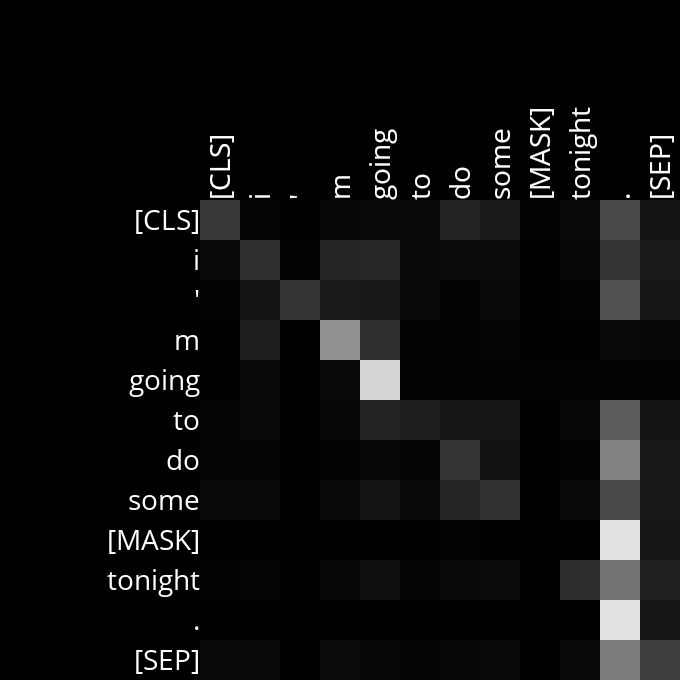 [CLS] i ' m going to do some [MASK] tonight . [SEP]
[CLS]
i
'
m
going
to
do
some
[MASK]
tonight
.
[SEP]